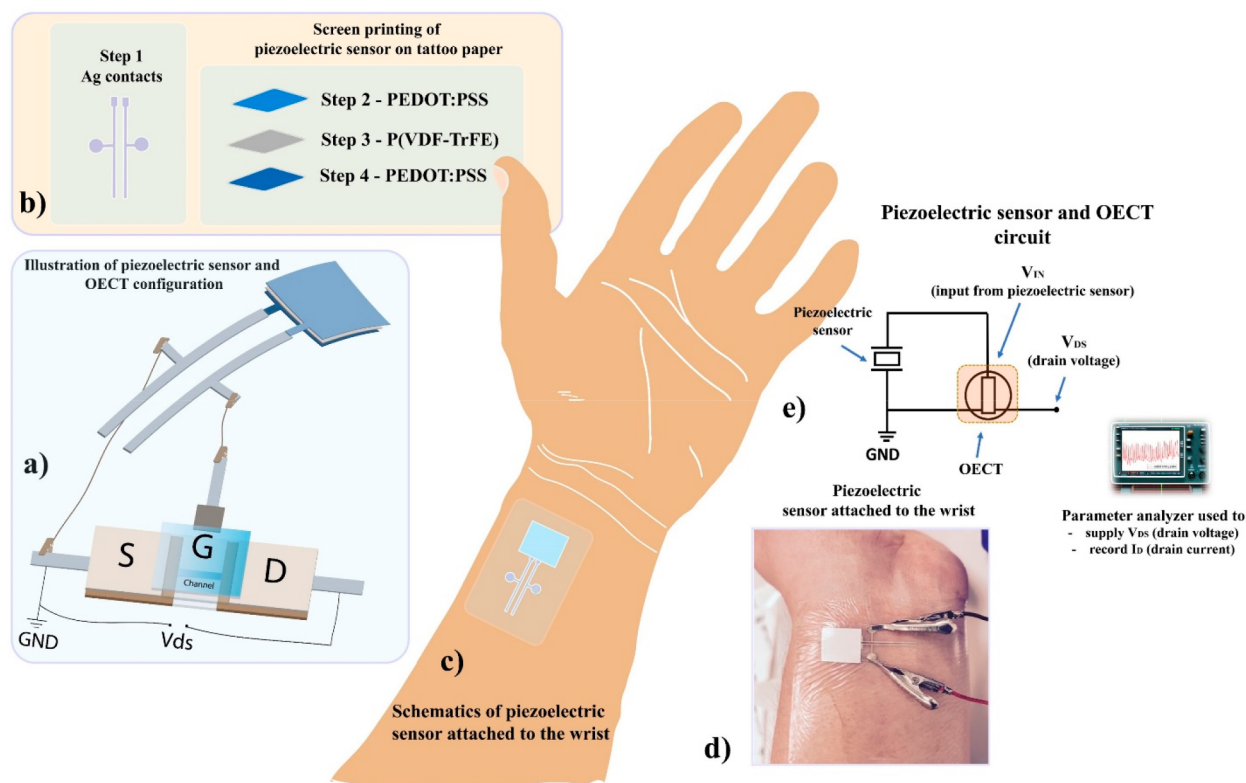 b)
Step 1
Ag contacts
Screen printing of
piezoelectric sensor on tattoo paper
Step 2 - PEDOT:PSS
Step 3 - P(VDF-TrFE)
Step 4 - PEDOT:PSS
a)
Illustration of piezoelectric sensor and
OECT configuration
S
G
D
Channel
GND
Vds
c)
Schematics of piezoelectric
sensor attached to the wrist
Piezoelectric sensor and OECT
circuit
VIN
(input from piezoelectric sensor)
Piezoelectric
sensor
VDS
(drain voltage)
e)
GND
OECT
Piezoelectric
sensor attached to the wrist
d)
Parameter analyzer used to
- supply VDS (drain voltage)
- record ID (drain current)